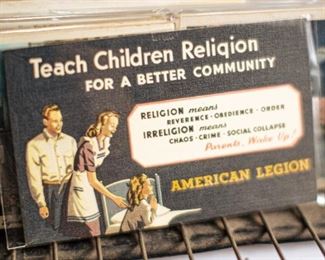 Teach Children Religion
FOR A BETTER COMMUNITY
RELIGION means
REVERENCE · OBEDIENCE · ORDER
IRRELIGION means
CHAOS · CRIME · SOCIAL COLLAPSE
Parents, Wake Up!
AMERICAN LEGION